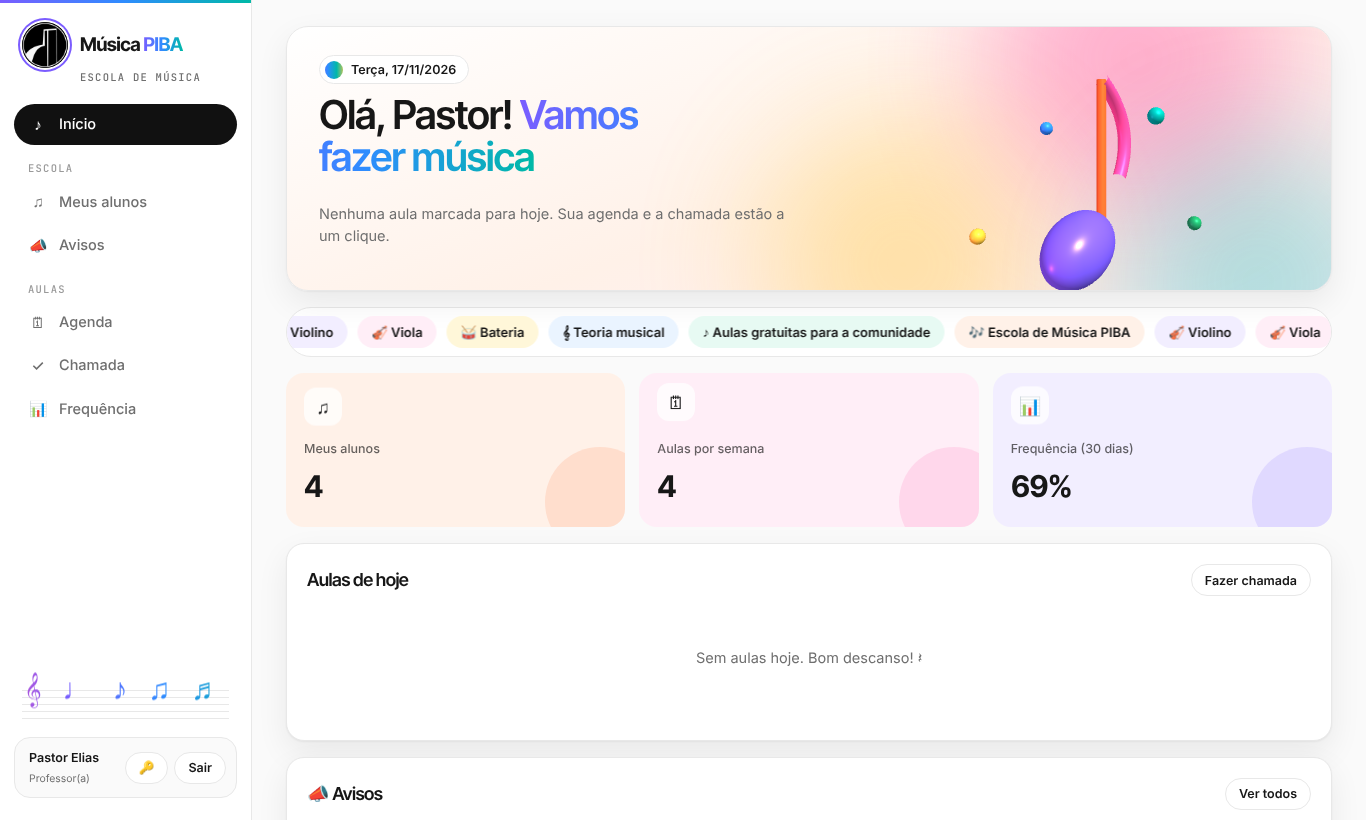 Música PIBA
ESCOLA DE MÚSICA
♪ Início
ESCOLA
♫ Meus alunos
📣 Avisos
AULAS
🗓 Agenda
✓ Chamada
📊 Frequência
Pastor Elias
Professor(a)
🔑 Sair
Terça, 17/11/2026
Olá, Pastor! Vamos
fazer música
Nenhuma aula marcada para hoje. Sua agenda e a chamada estão a
um clique.
Violino 🎻 Viola 🥁 Bateria 𝄞 Teoria musical ♪ Aulas gratuitas para a comunidade 🎶 Escola de Música PIBA 🎻 Violino 🎻 Viola
Meus alunos
4
Aulas por semana
4
Frequência (30 dias)
69%
Aulas de hoje
Fazer chamada
Sem aulas hoje. Bom descanso! 𝄽
📣 Avisos
Ver todos